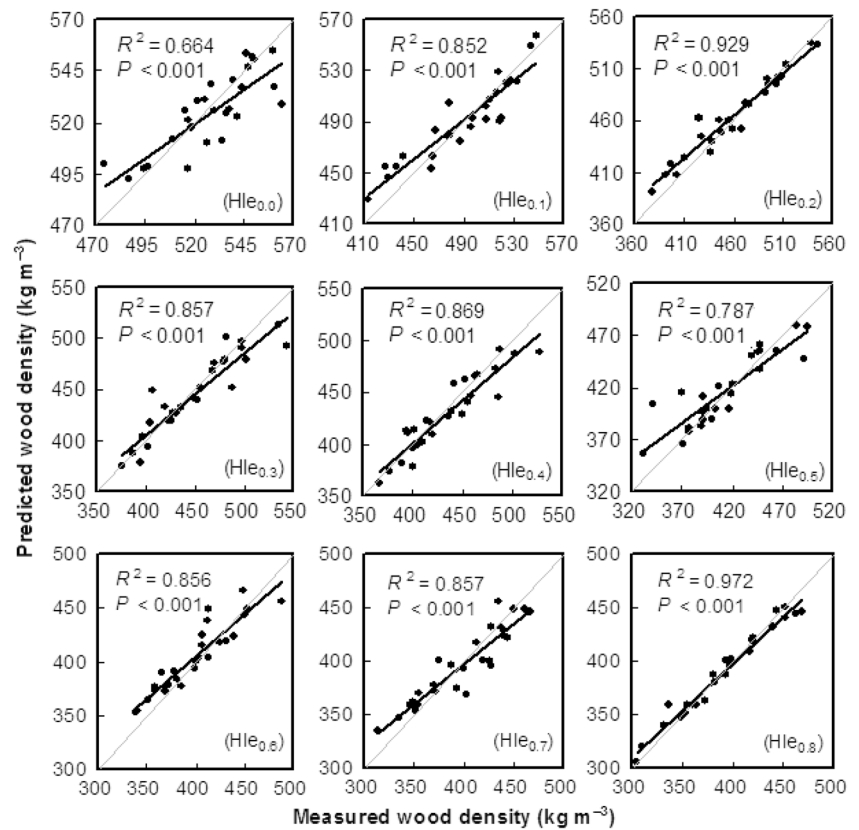 Predicted wood density (kg m⁻³)
570
545
520
495
470
R² = 0.664
P < 0.001
(Hle₀.₀)
470 495 520 545 570
570
530
490
450
410
R² = 0.852
P < 0.001
(Hle₀.₁)
410 450 490 530 570
560
510
460
410
360
R² = 0.929
P < 0.001
(Hle₀.₂)
360 410 460 510 560
550
500
450
400
350
R² = 0.857
P < 0.001
(Hle₀.₃)
350 400 450 500 550
550
500
450
400
350
R² = 0.869
P < 0.001
(Hle₀.₄)
350 400 450 500 550
520
470
420
370
320
R² = 0.787
P < 0.001
(Hle₀.₅)
320 370 420 470 520
500
450
400
350
300
R² = 0.856
P < 0.001
(Hle₀.₆)
300 350 400 450 500
500
450
400
350
300
R² = 0.857
P < 0.001
(Hle₀.₇)
300 350 400 450 500
500
450
400
350
300
R² = 0.972
P < 0.001
(Hle₀.₈)
300 350 400 450 500
Measured wood density (kg m⁻³)